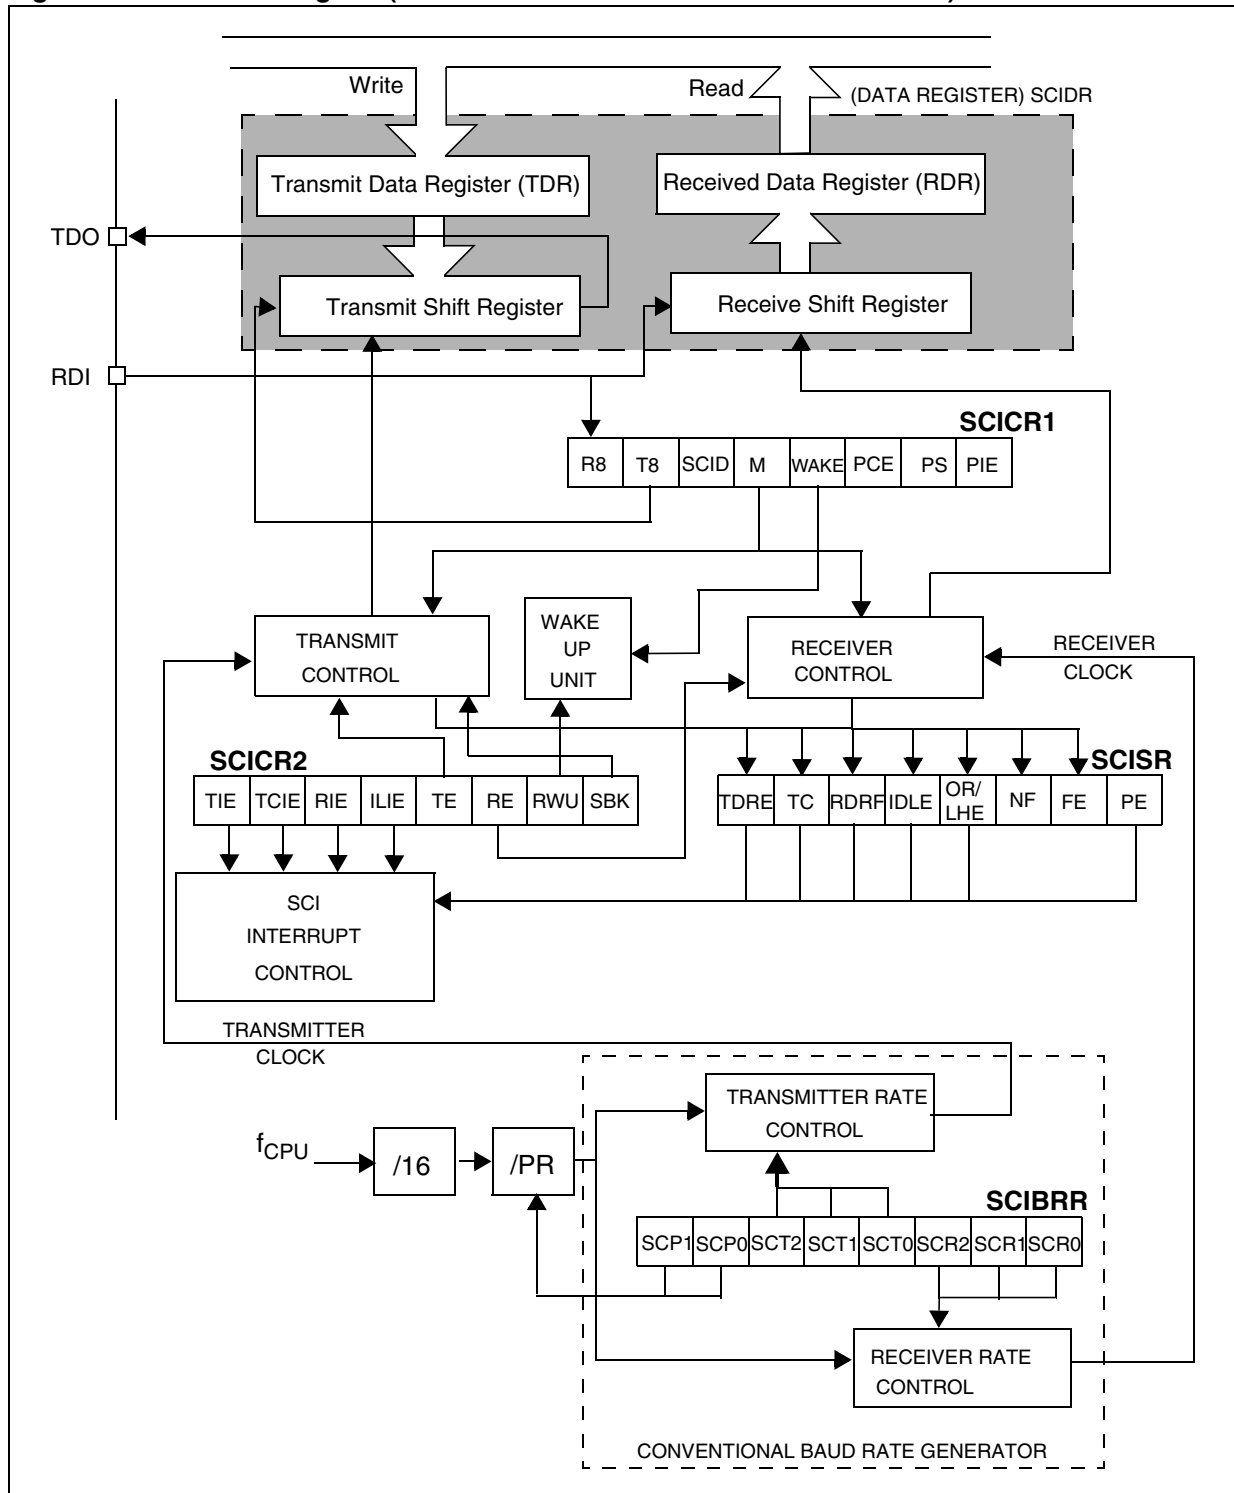 Write
Read
(DATA REGISTER) SCIDR
Transmit Data Register (TDR)
Received Data Register (RDR)
TDO
Transmit Shift Register
Receive Shift Register
RDI
SCICR1
R8 T8 SCID M WAKE PCE PS PIE
TRANSMIT
CONTROL
WAKE
UP
UNIT
RECEIVER
CONTROL
RECEIVER
CLOCK
SCICR2
SCISR
TIE TCIE RIE ILIE TE RE RWU SBK
TDRE TC RDRF IDLE OR/ LHE NF FE PE
SCI
INTERRUPT
CONTROL
TRANSMITTER
CLOCK
TRANSMITTER RATE
CONTROL
fCPU
/16
/PR
SCIBRR
SCP1 SCP0 SCT2 SCT1 SCT0 SCR2 SCR1 SCR0
RECEIVER RATE
CONTROL
CONVENTIONAL BAUD RATE GENERATOR